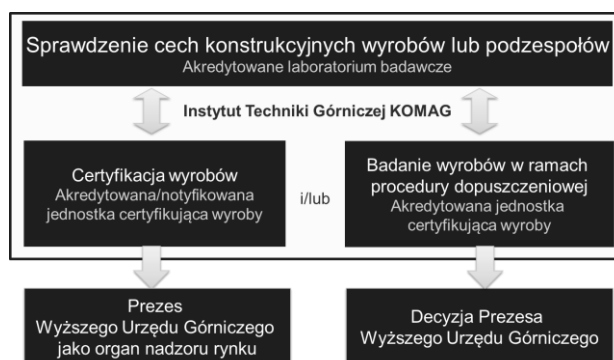 Sprawdzenie cech konstrukcyjnych wyrobów lub podzespołów
Akredytowane laboratorium badawcze
Instytut Techniki Górniczej KOMAG
Certyfikacja wyrobów
Akredytowana/notyfikowana
jednostka certyfikująca wyroby
i/lub
Badanie wyrobów w ramach
procedury dopuszczeniowej
Akredytowana jednostka
certyfikująca wyroby
Prezes
Wyższego Urzędu Górniczego
jako organ nadzoru rynku
Decyzja Prezesa
Wyższego Urzędu Górniczego